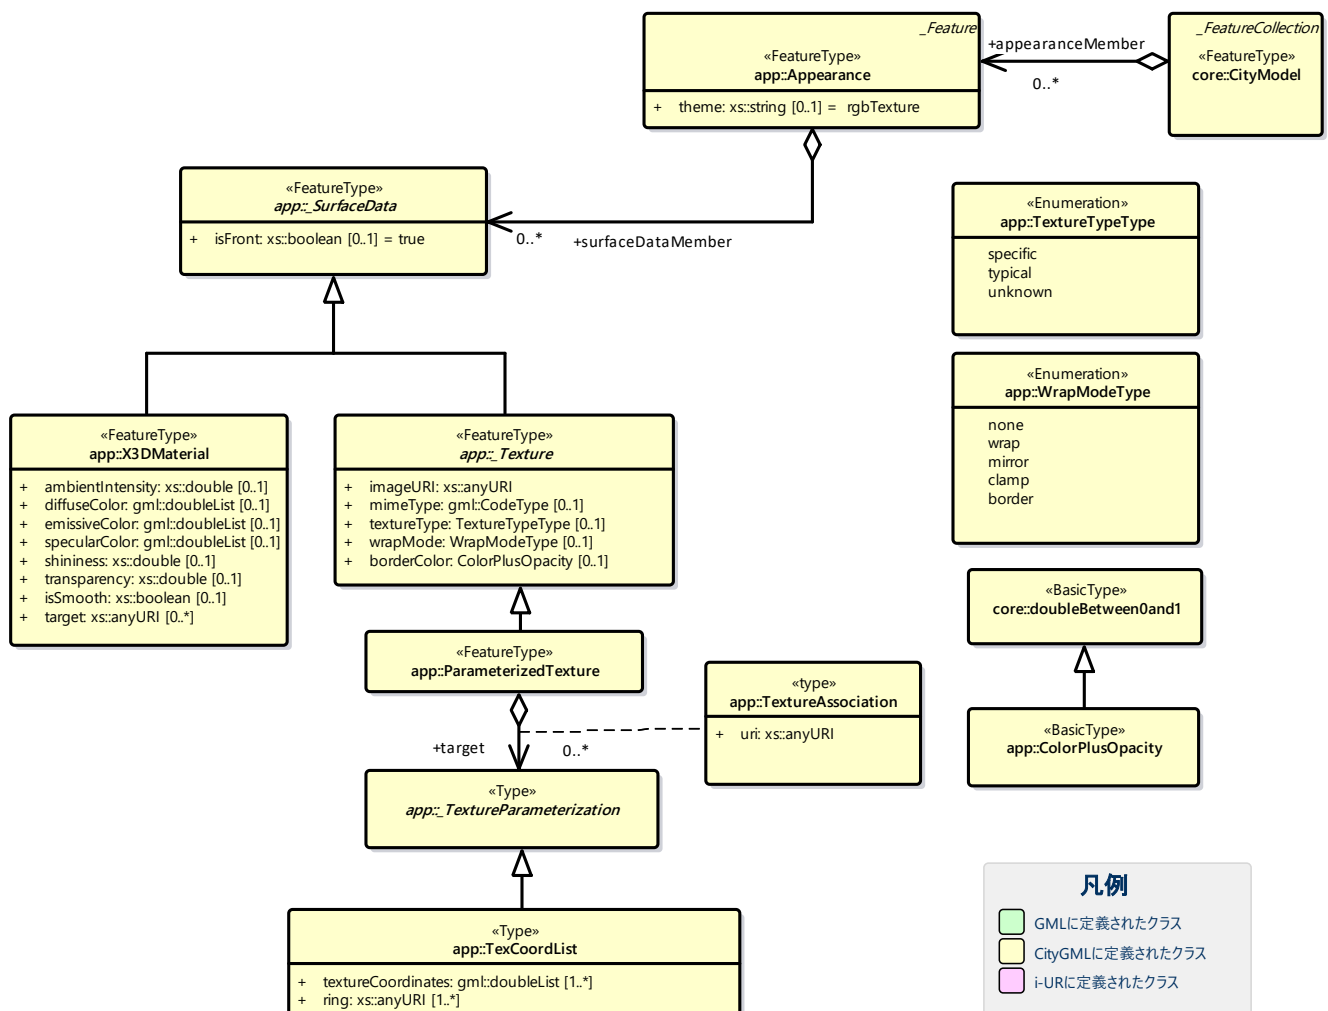 _Feature
«FeatureType»
app::Appearance
+ theme: xs::string [0..1] = rgbTexture
+appearanceMember
0..*
_FeatureCollection
«FeatureType»
core::CityModel
«FeatureType»
app::_SurfaceData
+ isFront: xs::boolean [0..1] = true
0..*
+surfaceDataMember
«Enumeration»
app::TextureTypeType
specific
typical
unknown
«Enumeration»
app::WrapModeType
none
wrap
mirror
clamp
border
«FeatureType»
app::X3DMaterial
+ ambientIntensity: xs::double [0..1]
+ diffuseColor: gml::doubleList [0..1]
+ emissiveColor: gml::doubleList [0..1]
+ specularColor: gml::doubleList [0..1]
+ shininess: xs::double [0..1]
+ transparency: xs::double [0..1]
+ isSmooth: xs::boolean [0..1]
+ target: xs::anyURI [0..*]
«FeatureType»
app::_Texture
+ imageURI: xs::anyURI
+ mimeType: gml::CodeType [0..1]
+ textureType: TextureTypeType [0..1]
+ wrapMode: WrapModeType [0..1]
+ borderColor: ColorPlusOpacity [0..1]
«BasicType»
core::doubleBetween0and1
«FeatureType»
app::ParameterizedTexture
«type»
app::TextureAssociation
+ uri: xs::anyURI
«BasicType»
app::ColorPlusOpacity
+target
0..*
«Type»
app::_TextureParameterization
«Type»
app::TexCoordList
+ textureCoordinates: gml::doubleList [1..*]
+ ring: xs::anyURI [1..*]
凡例
GMLに定義されたクラス
CityGMLに定義されたクラス
i-URに定義されたクラス